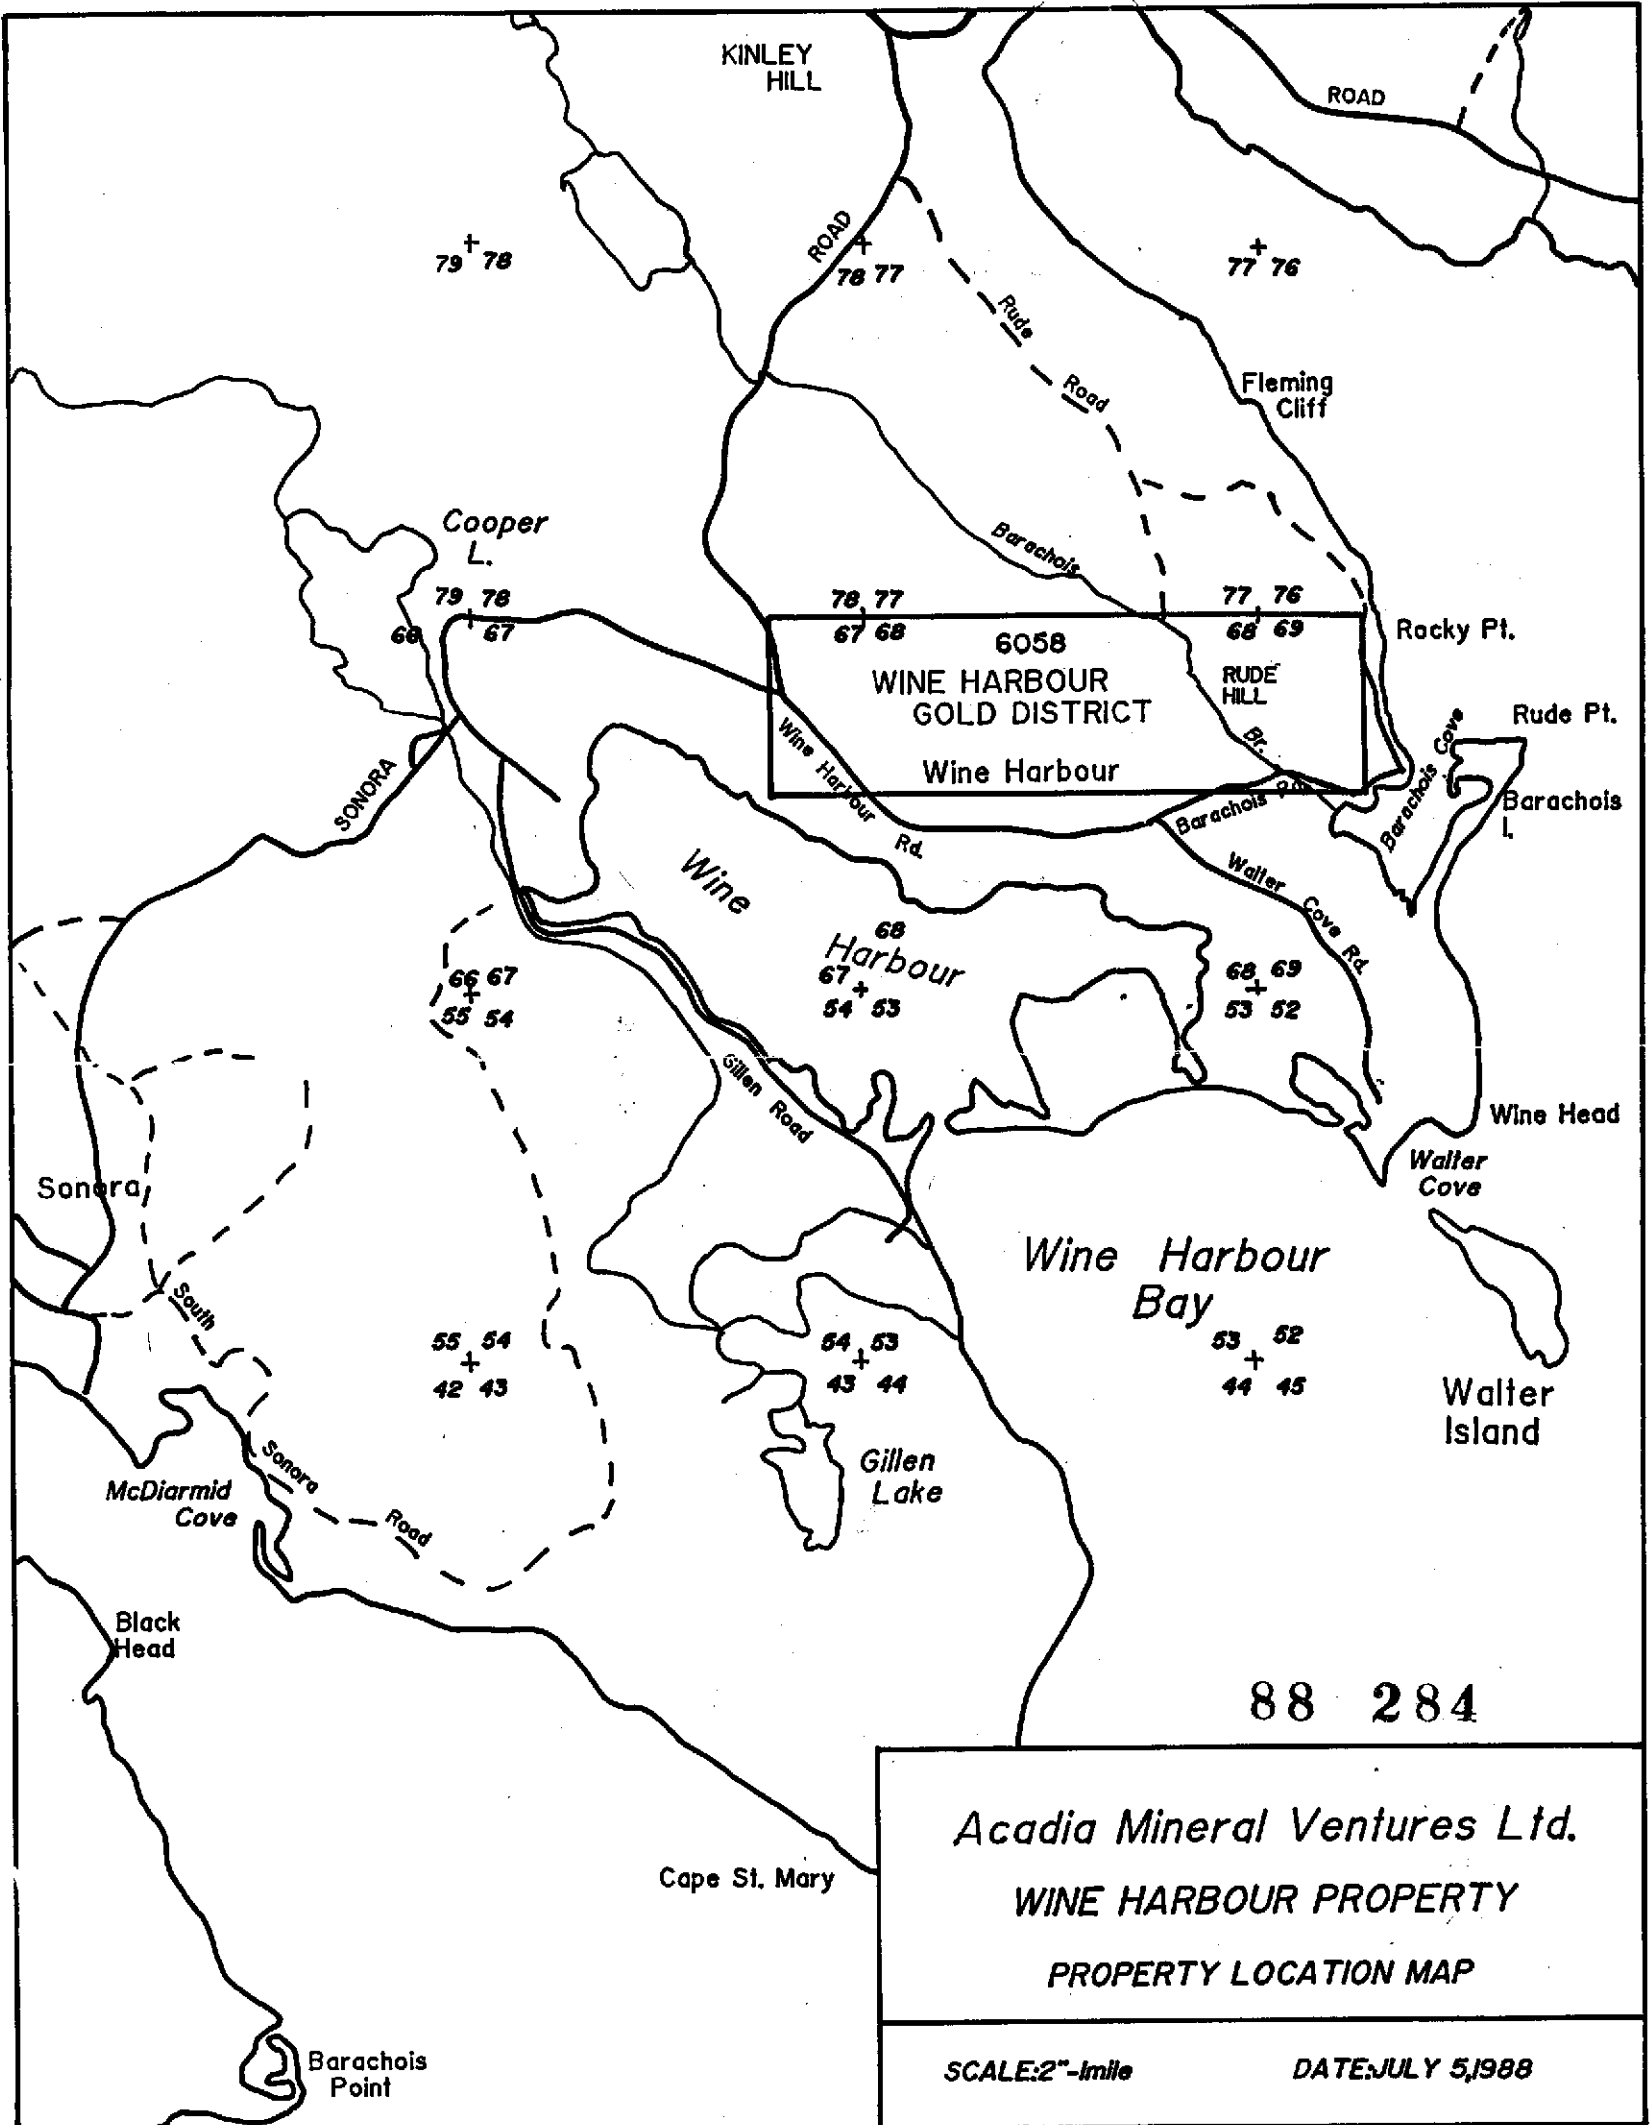 KINLEY
HILL
ROAD
ROAD
79 78
78 77
77 76
Rude
Road
Fleming
Cliff
Cooper
L.
Barachois
79 78
66 67
78 77
67 68
77 76
68 69
Rocky Pt.
6058
WINE HARBOUR
GOLD DISTRICT
RUDE
HILL
Rude Pt.
Wine Harbour
Br.
Wine Harbour
Rd.
SONORA
Barachois Rd.
Barachois Cove
Barachois
I.
Walter
Cove Rd.
Wine
Harbour
68
67
54 53
66 67
55 54
68 69
53 52
Gillen Road
Wine Head
Walter
Cove
Sonora
Wine Harbour
Bay
South
55 54
42 43
54 53
43 44
53 52
44 45
Walter
Island
Gillen
Lake
Sonora
Road
McDiarmid
Cove
Black
Head
88 284
Cape St. Mary
Acadia Mineral Ventures Ltd.
WINE HARBOUR PROPERTY
PROPERTY LOCATION MAP
SCALE:2"-1mile DATE:JULY 5,1988
Barachois
Point